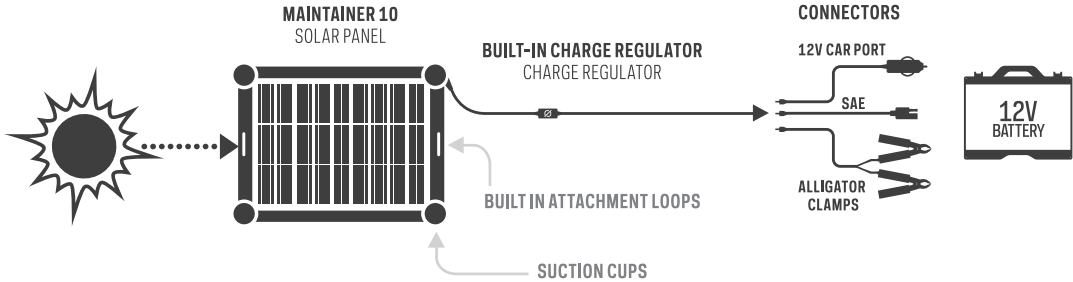 MAINTAINER 10
SOLAR PANEL
BUILT-IN CHARGE REGULATOR
CHARGE REGULATOR
CONNECTORS
12V CAR PORT
SAE
ALLIGATOR
CLAMPS
12V
BATTERY
BUILT IN ATTACHMENT LOOPS
SUCTION CUPS